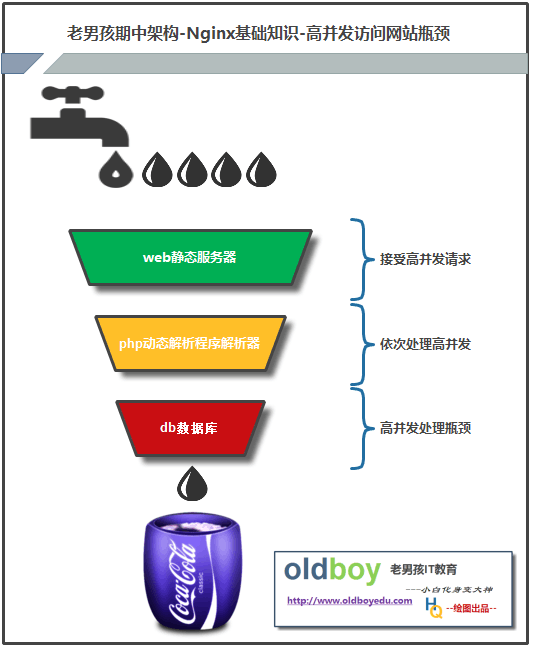 老男孩期中架构-Nginx基础知识-高并发访问网站瓶颈
web静态服务器
接受高并发请求
php动态解析程序解析器
依次处理高并发
db数据库
高并发处理瓶颈
Coca-Cola
classic
oldboy 老男孩IT教育
---小白化身变大神
http://www.oldboyedu.com
HQ --绘图出品--